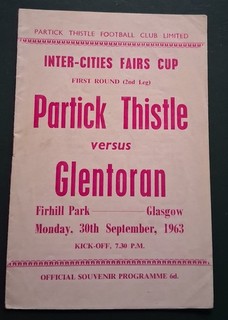 PARTICK THISTLE FOOTBALL CLUB LIMITED
INTER-CITIES FAIRS CUP
FIRST ROUND (2nd Leg)
Partick Thistle
versus
Glentoran
Firhill Park ——— Glasgow
Monday, 30th September, 1963
KICK-OFF, 7.30 P.M.
OFFICIAL SOUVENIR PROGRAMME 6d.